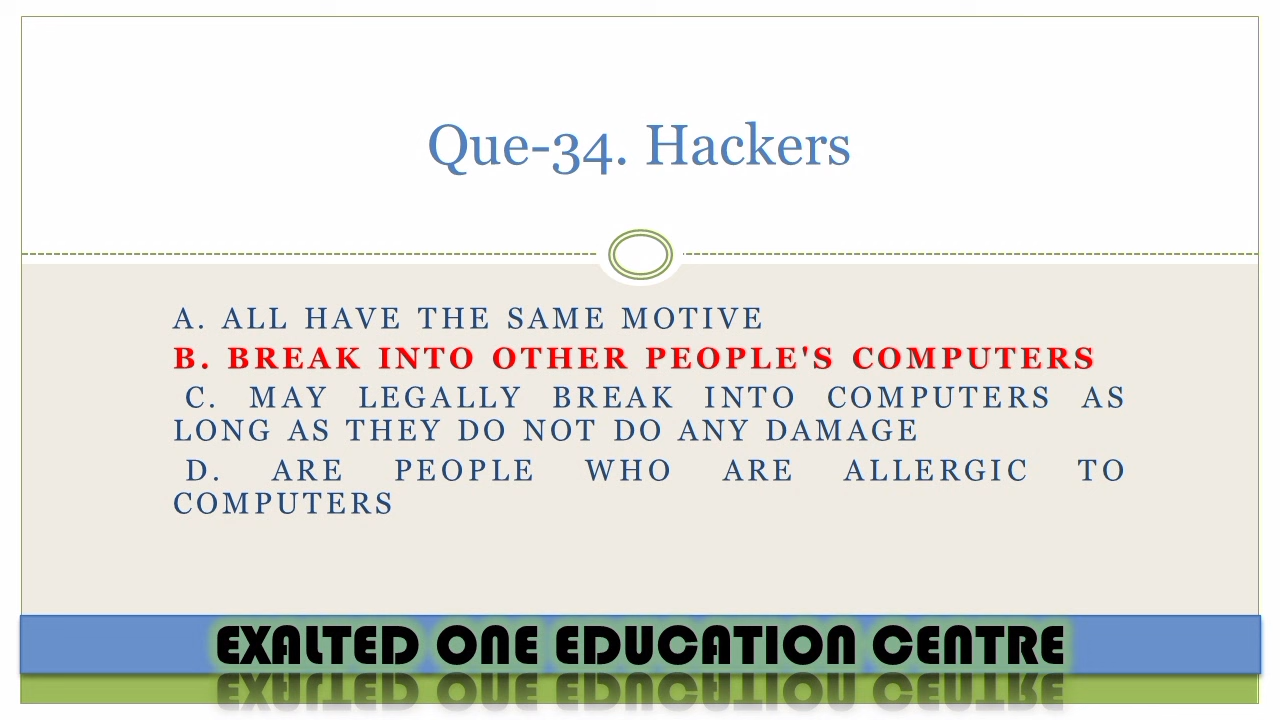 Que-34. Hackers
A. ALL HAVE THE SAME MOTIVE
B. BREAK INTO OTHER PEOPLE'S COMPUTERS
C. MAY LEGALLY BREAK INTO COMPUTERS AS
LONG AS THEY DO NOT DO ANY DAMAGE
D. ARE PEOPLE WHO ARE ALLERGIC TO
COMPUTERS
EXALTED ONE EDUCATION CENTRE